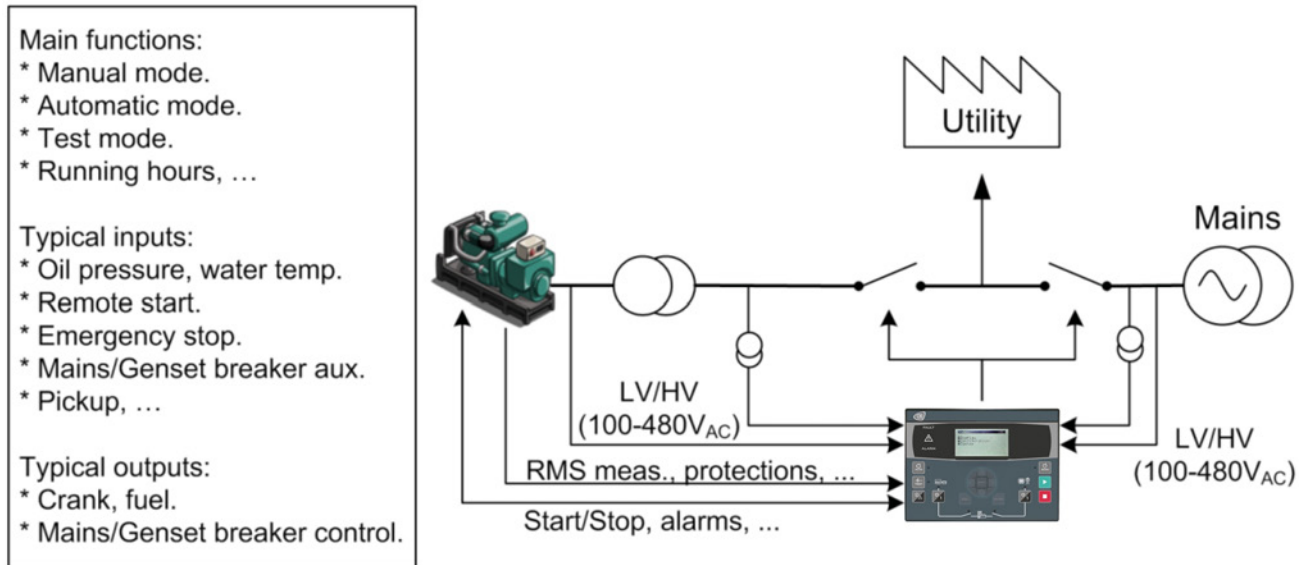 Main functions:
* Manual mode.
* Automatic mode.
* Test mode.
* Running hours, …
Typical inputs:
* Oil pressure, water temp.
* Remote start.
* Emergency stop.
* Mains/Genset breaker aux.
* Pickup, …
Typical outputs:
* Crank, fuel.
* Mains/Genset breaker control.
Utility
Mains
LV/HV
(100-480VAC)
LV/HV
(100-480VAC)
RMS meas., protections, ...
Start/Stop, alarms, ...